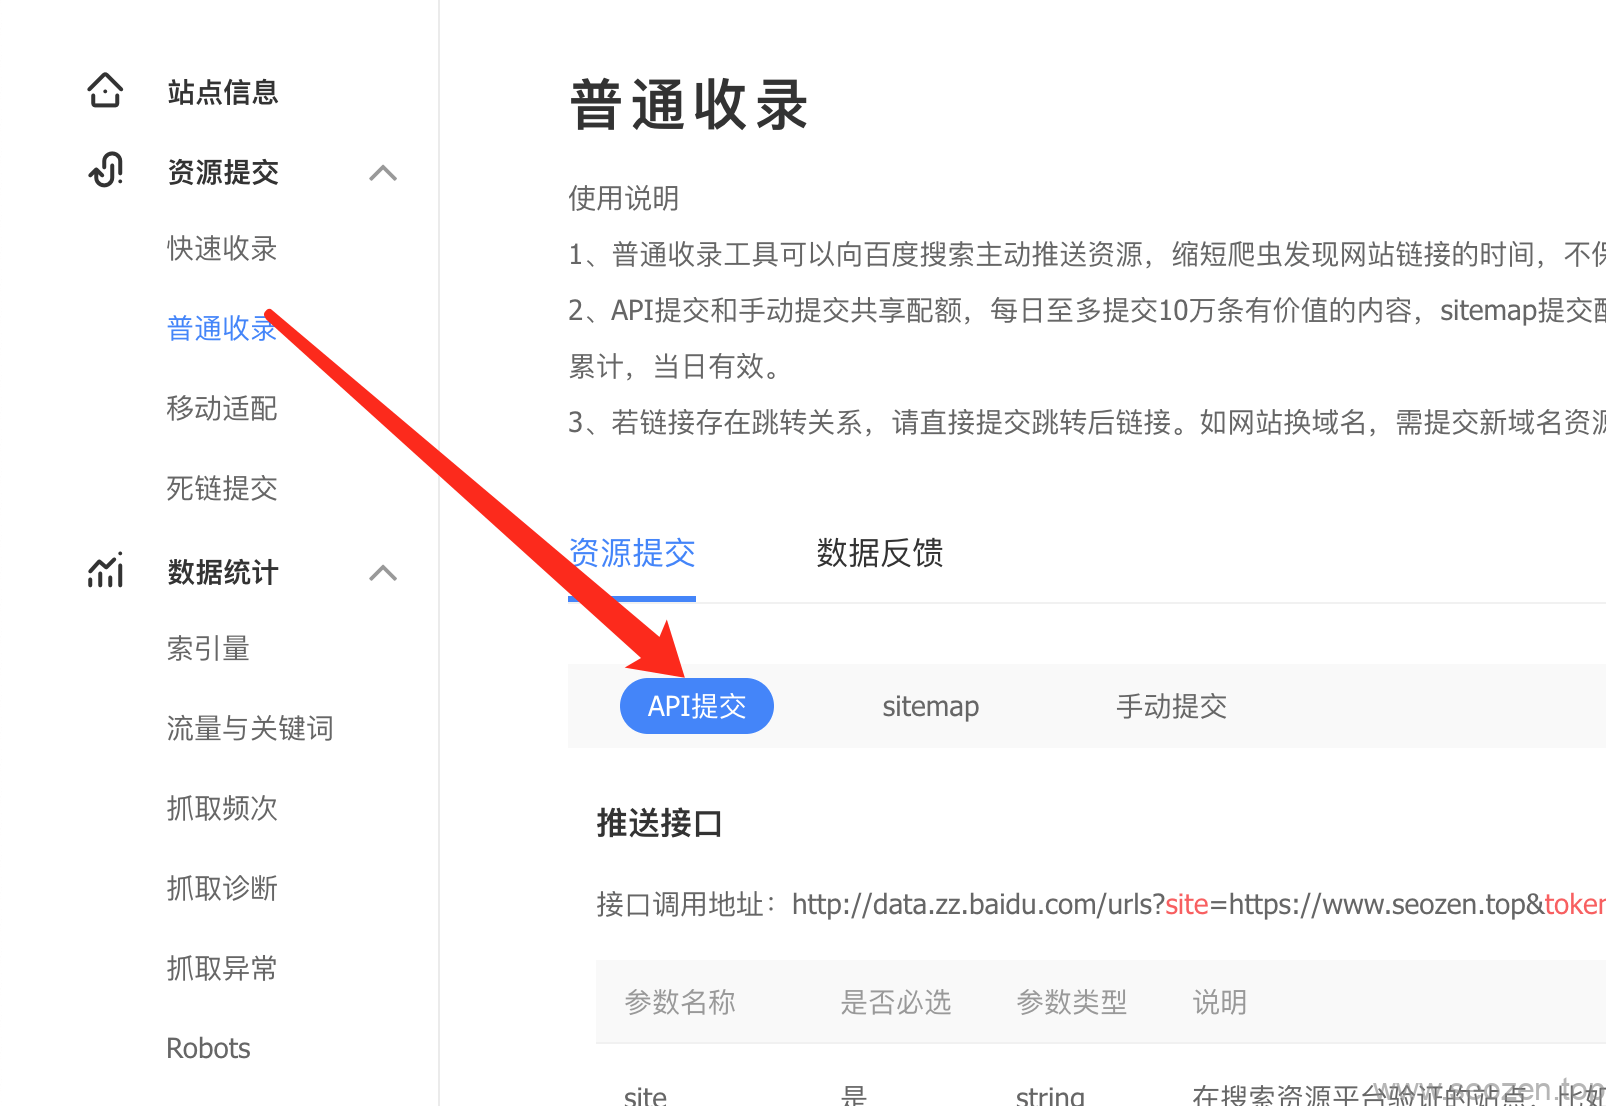 站点信息
资源提交
快速收录
普通收录
移动适配
死链提交
数据统计
索引量
流量与关键词
抓取频次
抓取诊断
抓取异常
Robots
普通收录
使用说明
1、普通收录工具可以向百度搜索主动推送资源，缩短爬虫发现网站链接的时间，不保
2、API提交和手动提交共享配额，每日至多提交10万条有价值的内容，sitemap提交配
累计，当日有效。
3、若链接存在跳转关系，请直接提交跳转后链接。如网站换域名，需提交新域名资源
资源提交 数据反馈
API提交 sitemap 手动提交
推送接口
接口调用地址：http://data.zz.baidu.com/urls?site=https://www.seozen.top&token
参数名称 是否必选 参数类型 说明
site 是 string 在搜索资源平台验证的站点，比如
www.seozen.top